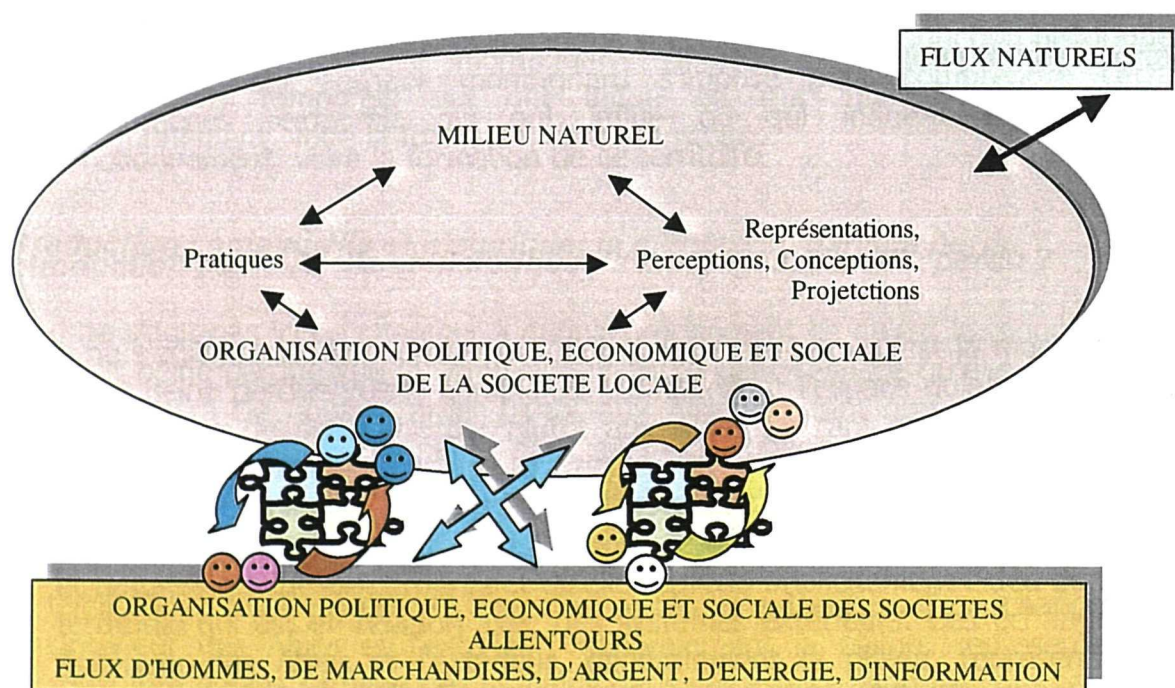 FLUX NATURELS
MILIEU NATUREL
Pratiques
Représentations,
Perceptions, Conceptions,
Projetctions
ORGANISATION POLITIQUE, ECONOMIQUE ET SOCIALE
DE LA SOCIETE LOCALE
ORGANISATION POLITIQUE, ECONOMIQUE ET SOCIALE DES SOCIETES
ALLENTOURS
FLUX D'HOMMES, DE MARCHANDISES, D'ARGENT, D'ENERGIE, D'INFORMATION